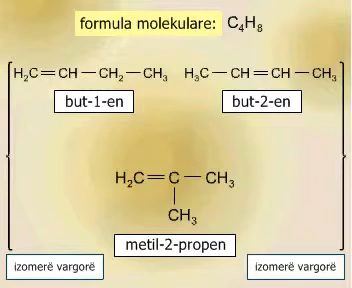 formula molekulare: C₄H₈
H₂C=CH—CH₂—CH₃ H₃C—CH=CH—CH₃
but-1-en but-2-en
H₂C=C—CH₃
CH₃
metil-2-propen
izomerë vargorë izomerë vargorë